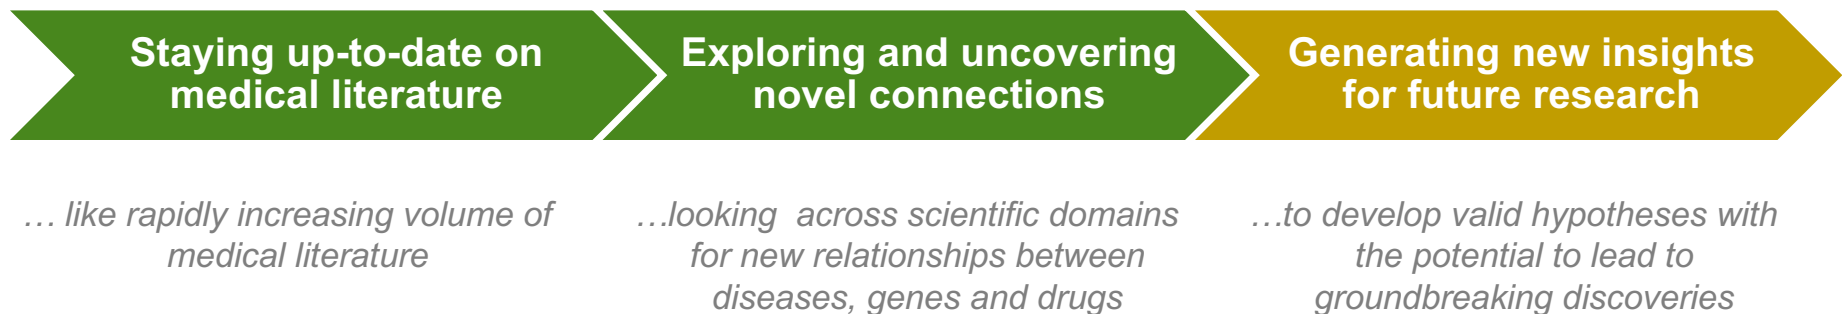 Staying up-to-date on
medical literature
Exploring and uncovering
novel connections
Generating new insights
for future research
… like rapidly increasing volume of
medical literature
…looking  across scientific domains
for new relationships between
diseases, genes and drugs
…to develop valid hypotheses with
the potential to lead to
groundbreaking discoveries